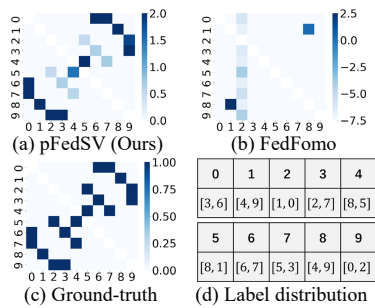 9 8 7 6 5 4 3 2 1 0
0 1 2 3 4 5 6 7 8 9
2.0
1.5
1.0
0.5
0.0
(a) pFedSV (Ours)
9 8 7 6 5 4 3 2 1 0
0 1 2 3 4 5 6 7 8 9
2.5
0.0
−2.5
−5.0
−7.5
(b) FedFomo
9 8 7 6 5 4 3 2 1 0
0 1 2 3 4 5 6 7 8 9
1.00
0.75
0.50
0.25
0.00
(c) Ground-truth
0 1 2 3 4
[3, 6] [4, 9] [1, 0] [2, 7] [8, 5]
5 6 7 8 9
[8, 1] [6, 7] [5, 3] [4, 9] [0, 2]
(d) Label distribution